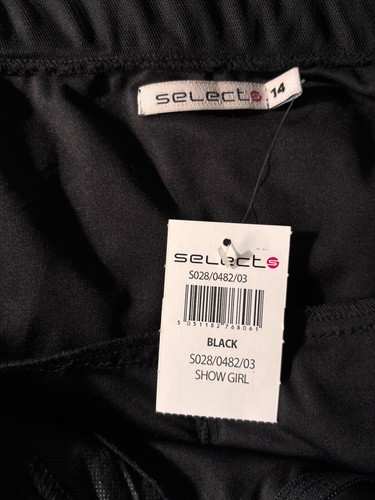 selects
14
selects
S028/0482/03
5 051182 768061
BLACK
S028/0482/03
SHOW GIRL